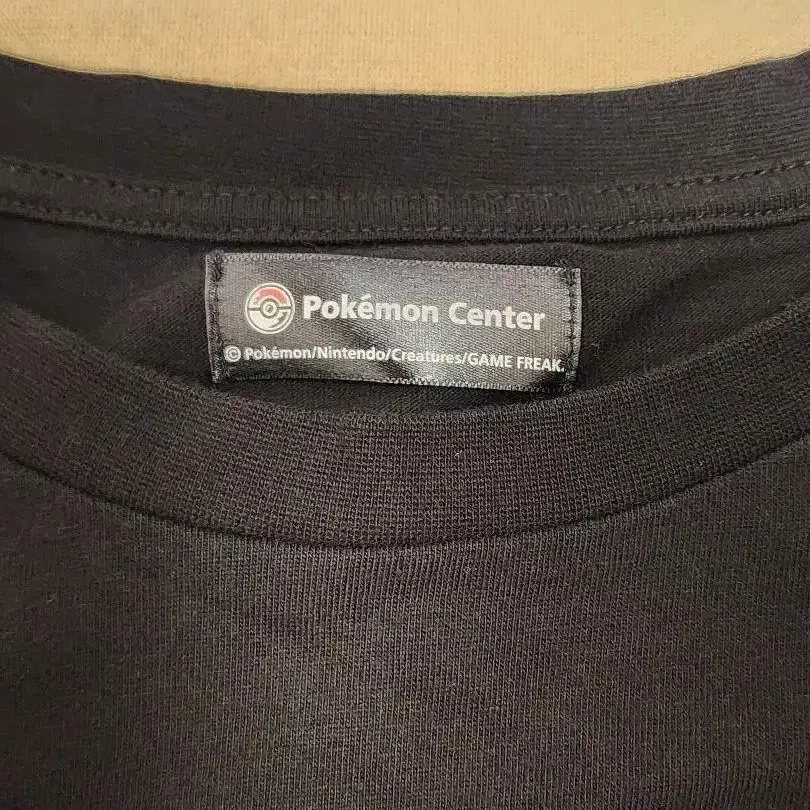 Pokémon Center
© Pokémon/Nintendo/Creatures/GAME FREAK.